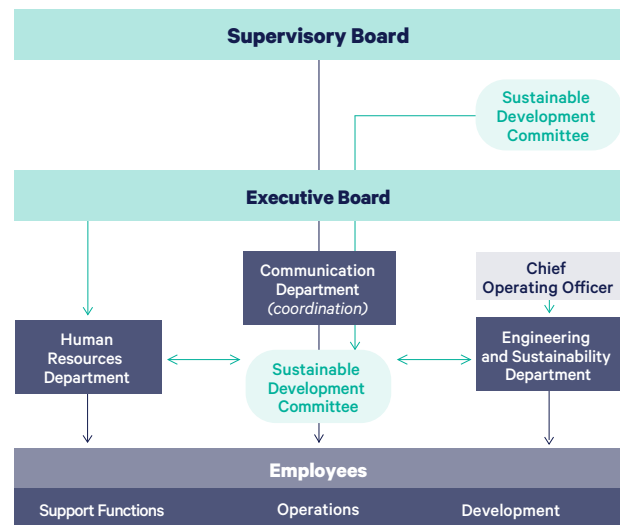 Supervisory Board
Sustainable
Development
Committee
Executive Board
Communication
Department
(coordination)
Chief
Operating Officer
Human
Resources
Department
Sustainable
Development
Committee
Engineering
and Sustainability
Department
Employees
Support Functions
Operations
Development